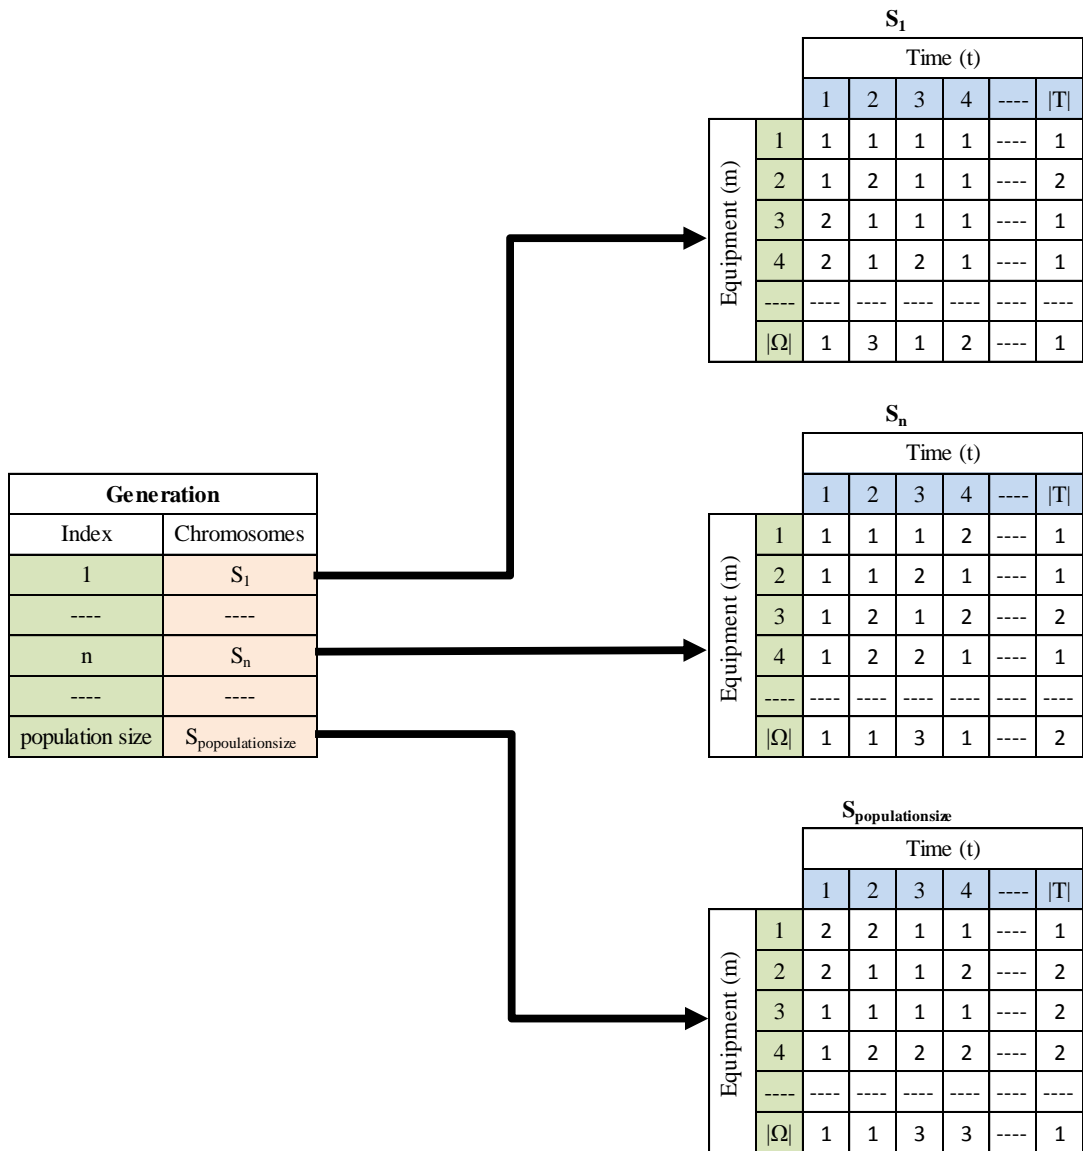 S1
Time (t)
1 2 3 4 ---- |T|
Equipment (m)
1 1 1 1 1 ---- 1
2 1 2 1 1 ---- 2
3 2 1 1 1 ---- 1
4 2 1 2 1 ---- 1
---- ---- ---- ---- ---- ---- ----
|Ω| 1 3 1 2 ---- 1
Generation
Index Chromosomes
1 S1
---- ----
n Sn
---- ----
population size Spopoulationsize
Sn
Time (t)
1 2 3 4 ---- |T|
Equipment (m)
1 1 1 1 2 ---- 1
2 1 1 2 1 ---- 1
3 1 2 1 2 ---- 2
4 1 2 2 1 ---- 1
---- ---- ---- ---- ---- ---- ----
|Ω| 1 1 3 1 ---- 2
Spopulationsize
Time (t)
1 2 3 4 ---- |T|
Equipment (m)
1 2 2 1 1 ---- 1
2 2 1 1 2 ---- 2
3 1 1 1 1 ---- 2
4 1 2 2 2 ---- 2
---- ---- ---- ---- ---- ---- ----
|Ω| 1 1 3 3 ---- 1